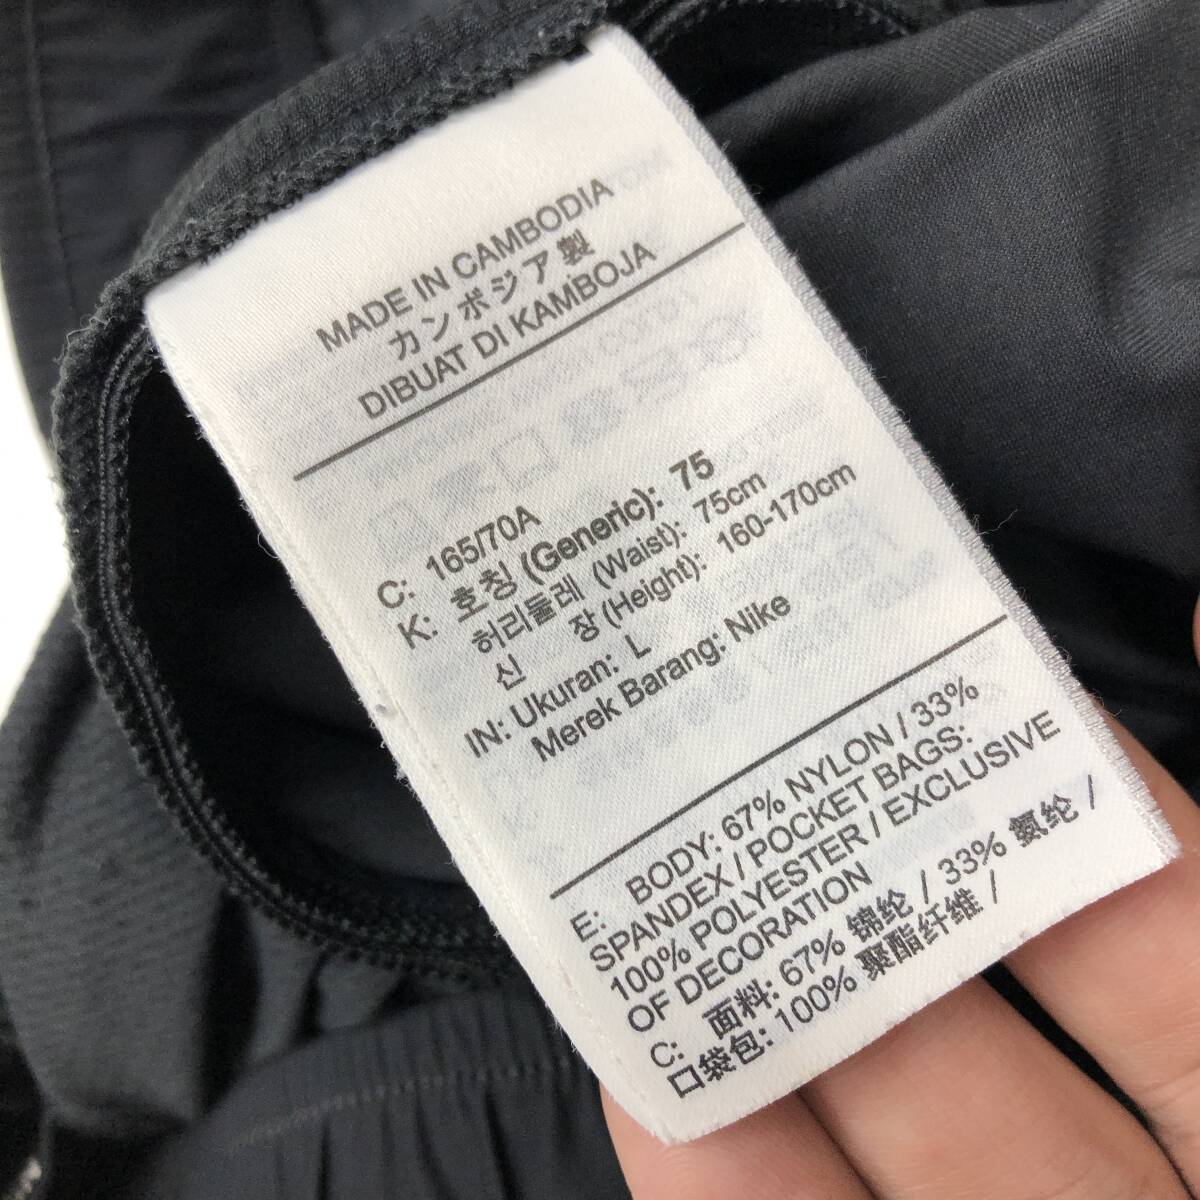 MADE IN CAMBODIA
カンボジア製
DIBUAT DI KAMBOJA
C: 165/70A
K: 호칭 (Generic): 75
허리둘레 (Waist): 75cm
신 장 (Height): 160-170cm
IN: Ukuran: L
Merek Barang: Nike
E: BODY: 67% NYLON / 33%
SPANDEX / POCKET BAGS:
100% POLYESTER / EXCLUSIVE
OF DECORATION
C: 面料: 67% 锦纶 / 33% 氨纶 /
口袋包: 100% 聚酯纤维 /